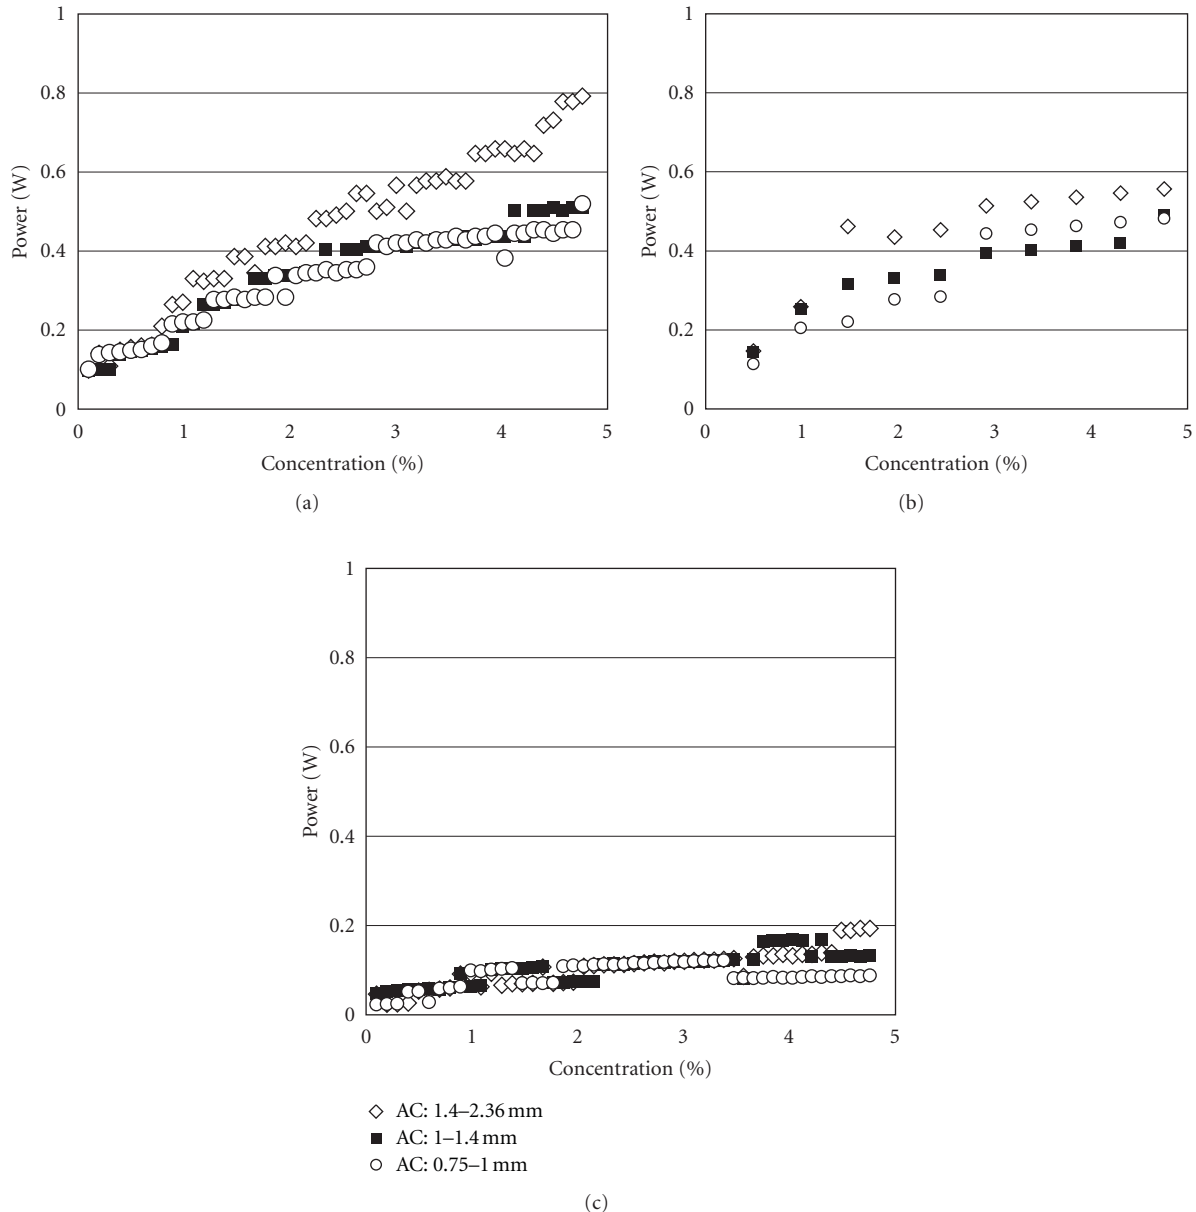 1
0.8
0.6
0.4
0.2
0
Power (W)
0 1 2 3 4 5
Concentration (%)
(a)
1
0.8
0.6
0.4
0.2
0
Power (W)
0 1 2 3 4 5
Concentration (%)
(b)
1
0.8
0.6
0.4
0.2
0
Power (W)
0 1 2 3 4 5
Concentration (%)
AC: 1.4–2.36 mm
AC: 1–1.4 mm
AC: 0.75–1 mm
(c)